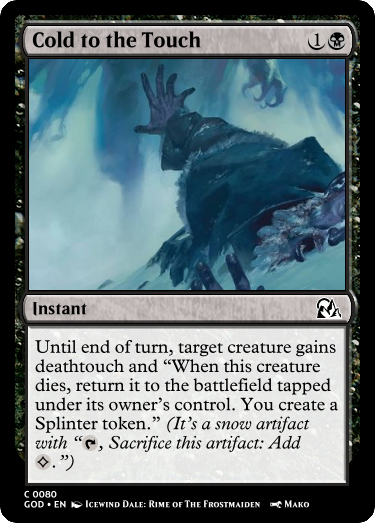 Cold to the Touch 1
Instant
Until end of turn, target creature gains
deathtouch and “When this creature
dies, return it to the battlefield tapped
under its owner’s control. You create a
Splinter token.” (It’s a snow artifact
with “, Sacrifice this artifact: Add
.”)
C 0080
GOD • EN Icewind Dale: Rime of The Frostmaiden Mako